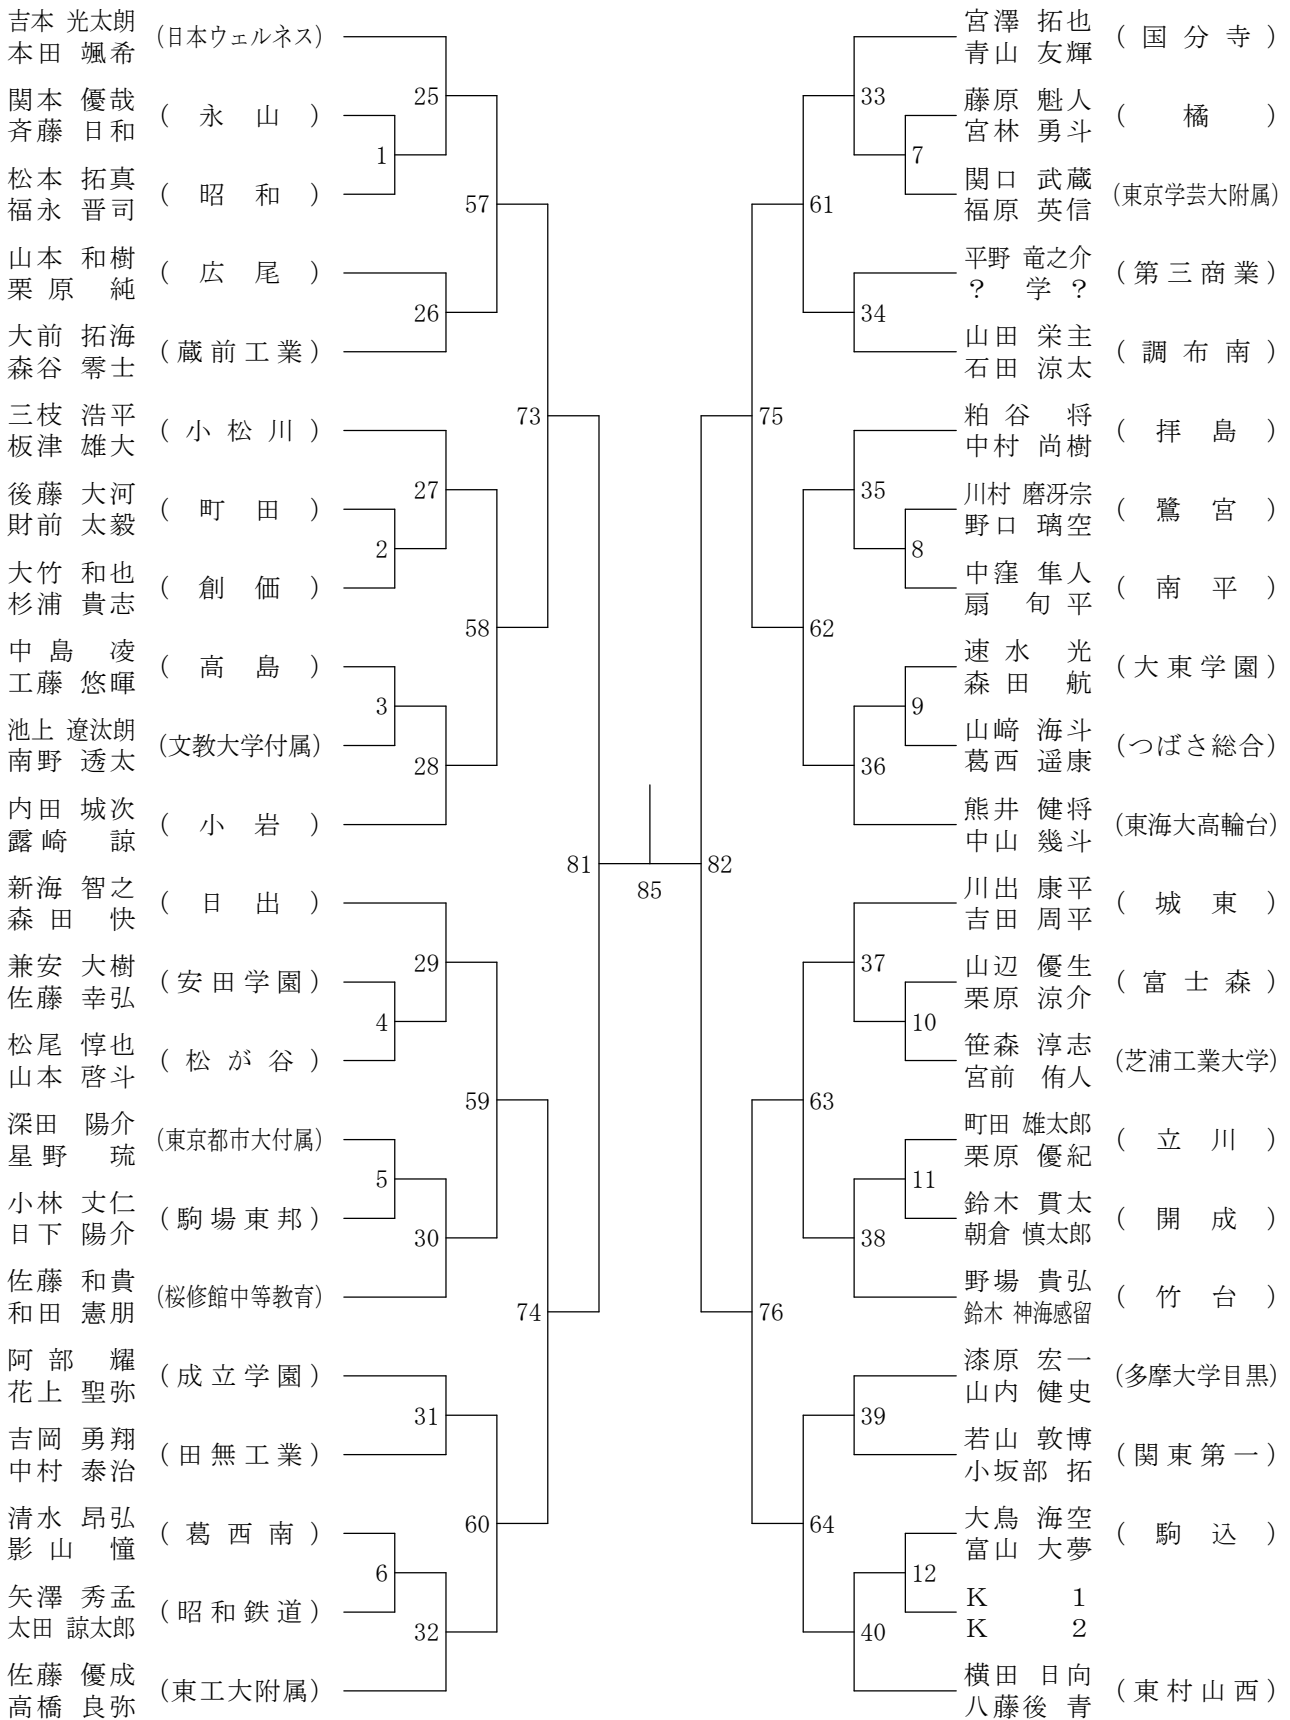 吉本 光太朗
本田 颯希
(日本ウェルネス)
関本 優哉
斉藤 日和
( 永 山 )
松本 拓真
福永 晋司
( 昭 和 )
山本 和樹
栗原 純
( 広 尾 )
大前 拓海
森谷 零士
(蔵前工業)
三枝 浩平
板津 雄大
( 小 松 川 )
後藤 大河
財前 太毅
( 町 田 )
大竹 和也
杉浦 貴志
( 創 価 )
中島 凌
工藤 悠暉
( 高 島 )
池上 遼汰朗
南野 透太
(文教大学付属)
内田 城次
露崎 諒
( 小 岩 )
新海 智之
森田 快
( 日 出 )
兼安 大樹
佐藤 幸弘
(安田学園)
松尾 惇也
山本 啓斗
( 松 が 谷 )
深田 陽介
星野 琉
(東京都市大付属)
小林 丈仁
日下 陽介
(駒場東邦)
佐藤 和貴
和田 憲朋
(桜修館中等教育)
阿部 耀
花上 聖弥
(成立学園)
吉岡 勇翔
中村 泰治
(田無工業)
清水 昂弘
影山 憧
( 葛 西 南 )
矢澤 秀孟
太田 諒太郎
(昭和鉄道)
佐藤 優成
高橋 良弥
(東工大附属)
25
1
57
26
73
27
2
58
3
28
81
29
4
59
5
30
74
31
60
6
32
85
宮澤 拓也
青山 友輝
( 国 分 寺 )
藤原 魁人
宮林 勇斗
( 橘 )
関口 武蔵
福原 英信
(東京学芸大附属)
平野 竜之介
? 学 ?
(第三商業)
山田 栄主
石田 涼太
( 調 布 南 )
粕谷 将
中村 尚樹
( 拝 島 )
川村 磨冴宗
野口 璃空
( 鷺 宮 )
中窪 隼人
扇 旬平
( 南 平 )
速水 光
森田 航
(大東学園)
山﨑 海斗
葛西 遥康
(つばさ総合)
熊井 健将
中山 幾斗
(東海大高輪台)
川出 康平
吉田 周平
( 城 東 )
山辺 優生
栗原 涼介
( 富 士 森 )
笹森 淳志
宮前 侑人
(芝浦工業大学)
町田 雄太郎
栗原 優紀
( 立 川 )
鈴木 貫太
朝倉 慎太郎
( 開 成 )
野場 貴弘
鈴木 神海感留
( 竹 台 )
漆原 宏一
山内 健史
(多摩大学目黒)
若山 敦博
小坂部 拓
(関東第一)
大鳥 海空
富山 大夢
( 駒 込 )
K 1
K 2
横田 日向
八藤後 青
(東村山西)
33
7
61
34
75
35
8
62
9
36
82
37
10
63
11
38
76
39
64
12
40